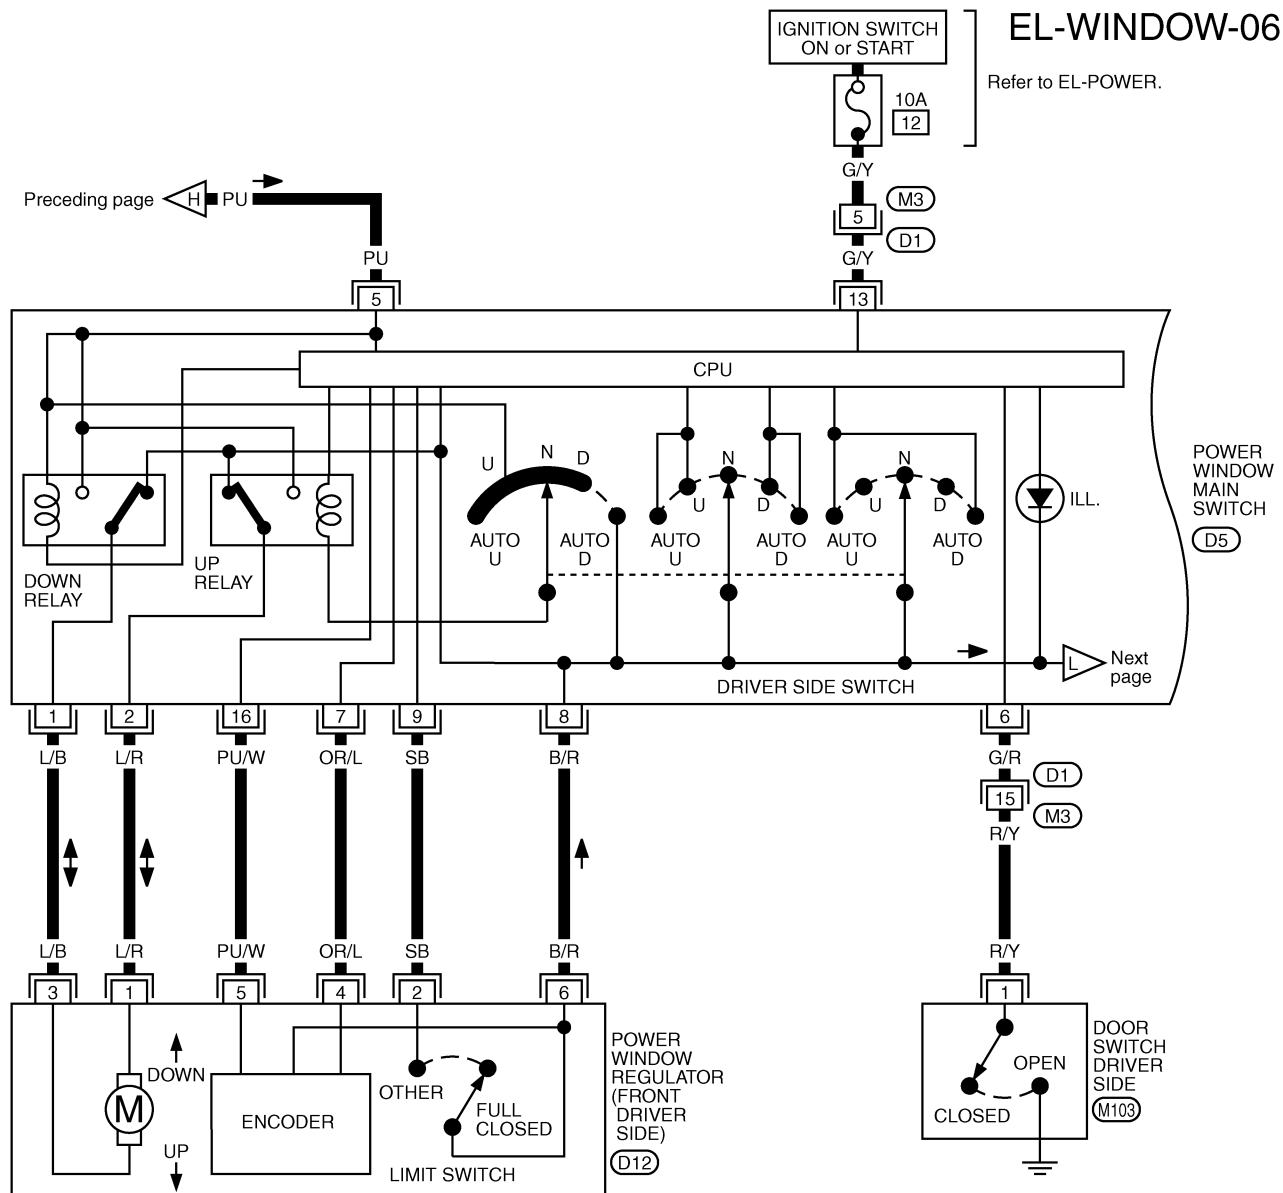 EL-WINDOW-06
IGNITION SWITCH
ON or START
Refer to EL-POWER.
10A
12
G/Y
M3
5
D1
G/Y
13
Preceding page
H
PU
PU
5
CPU
U
N
D
AUTO
U
AUTO
D
N
U
D
AUTO
U
AUTO
D
N
U
D
AUTO
U
AUTO
D
ILL.
POWER
WINDOW
MAIN
SWITCH
D5
DOWN
RELAY
UP
RELAY
L
Next
page
DRIVER SIDE SWITCH
1
2
16
7
9
8
6
L/B
L/R
PU/W
OR/L
SB
B/R
G/R
D1
15
M3
R/Y
L/B
L/R
PU/W
OR/L
SB
B/R
R/Y
3
1
5
4
2
6
1
DOWN
M
UP
ENCODER
OTHER
FULL
CLOSED
LIMIT SWITCH
POWER
WINDOW
REGULATOR
(FRONT
DRIVER
SIDE)
D12
OPEN
CLOSED
DOOR
SWITCH
DRIVER
SIDE
M103